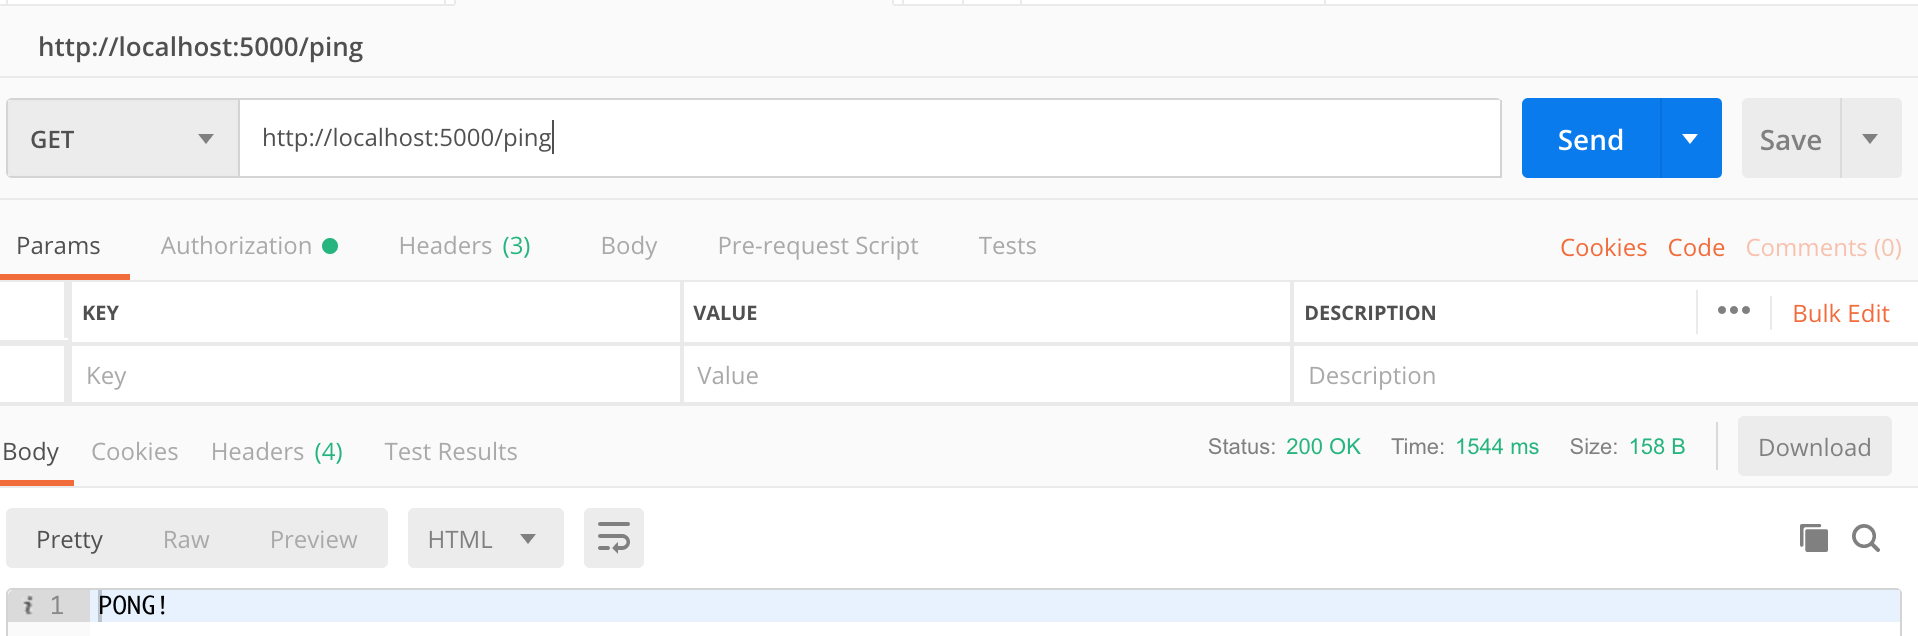 http://localhost:5000/ping
GET http://localhost:5000/ping Send Save
Params Authorization Headers (3) Body Pre-request Script Tests Cookies Code Comments (0)
KEY VALUE DESCRIPTION ••• Bulk Edit
Key Value Description
Body Cookies Headers (4) Test Results Status: 200 OK Time: 1544 ms Size: 158 B Download
Pretty Raw Preview HTML
i 1 PONG!